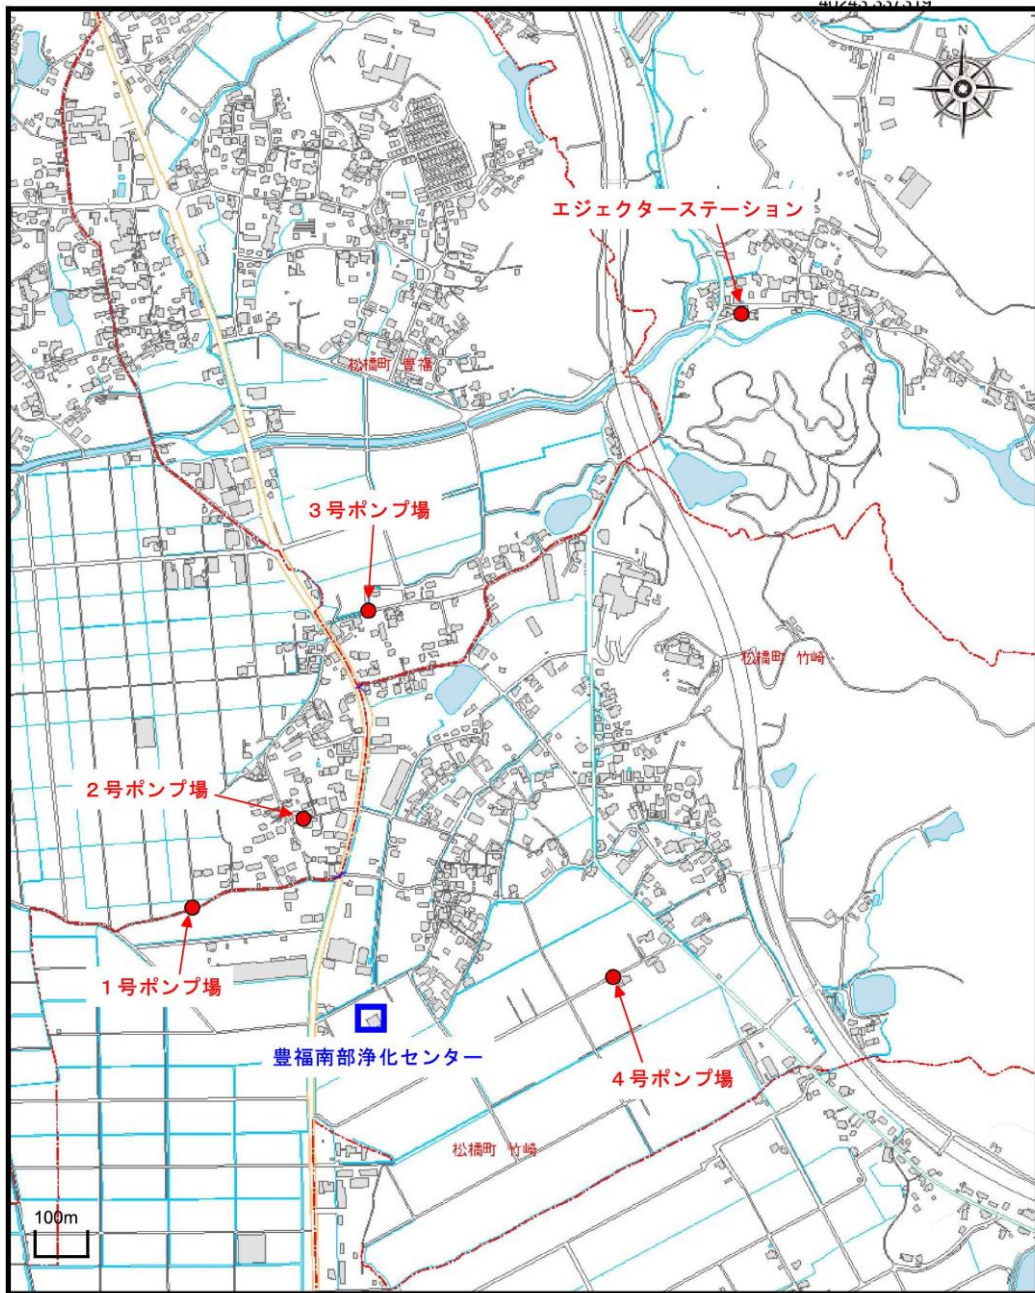 N
エジェクターステーション
松橋町 豊福
3号ポンプ場
松橋町 竹崎
2号ポンプ場
1号ポンプ場
豊福南部浄化センター
4号ポンプ場
松橋町 竹崎
100m